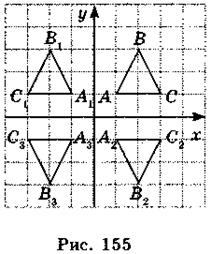 y
B₁ B
C₁ A₁ A C
x
C₃ A₃ A₂ C₂
B₃ B₂
Рис. 155